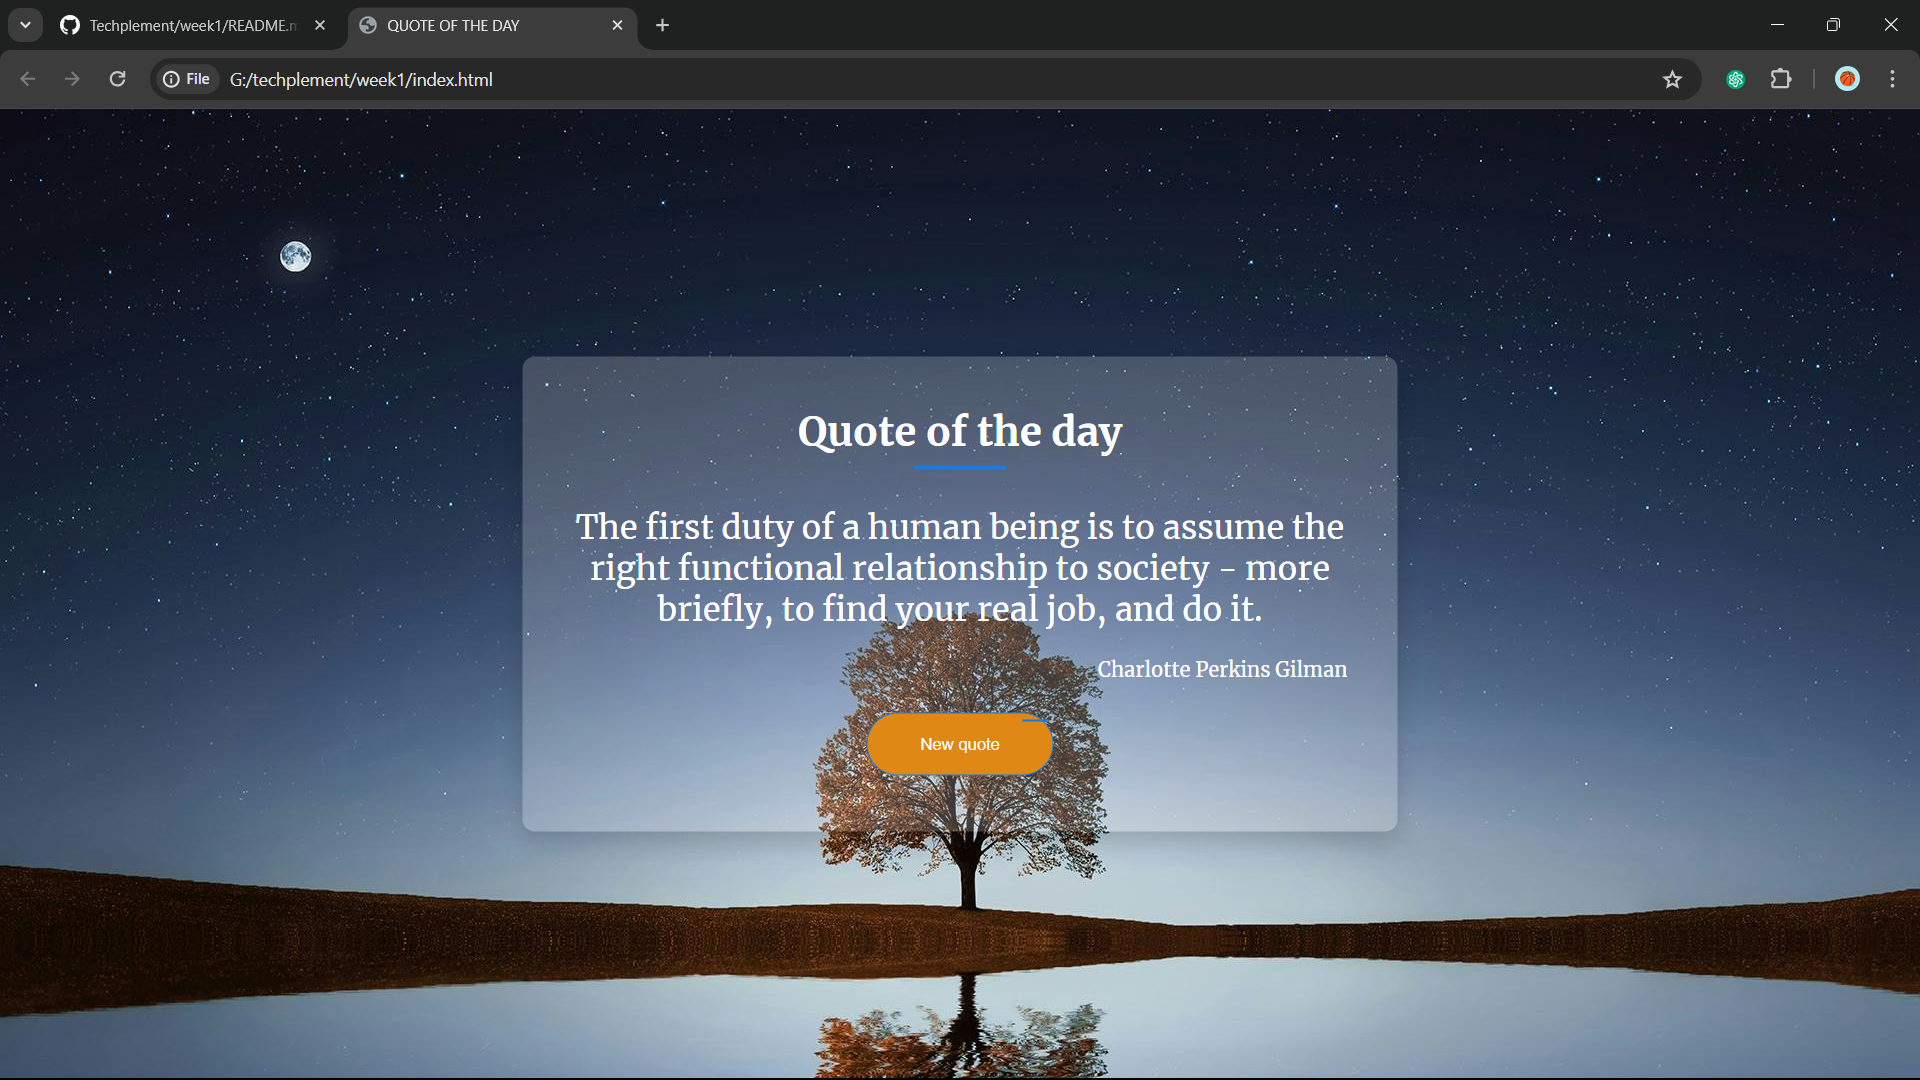 Techplement/week1/README.m
QUOTE OF THE DAY
File
G:/techplement/week1/index.html
Quote of the day
The first duty of a human being is to assume the
right functional relationship to society - more
briefly, to find your real job, and do it.
Charlotte Perkins Gilman
New quote